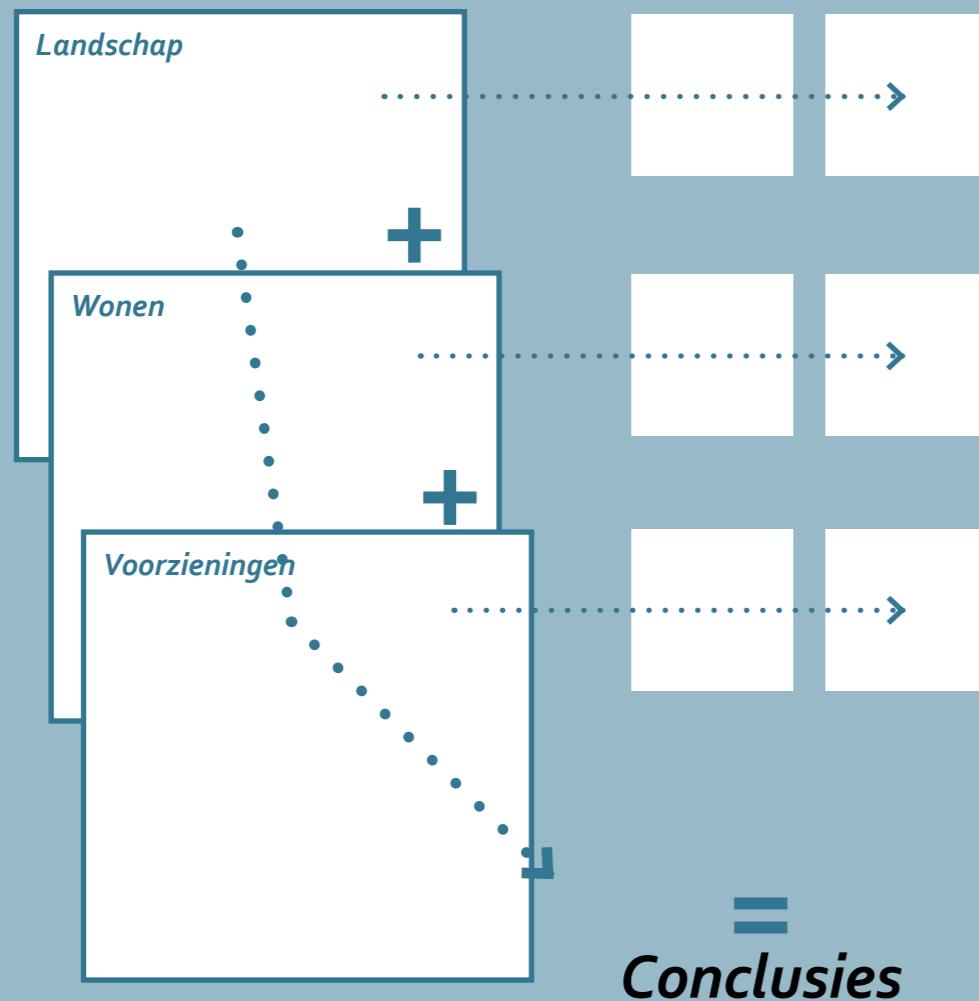 Landschap
+
Wonen
+
Voorzieningen
=
Conclusies